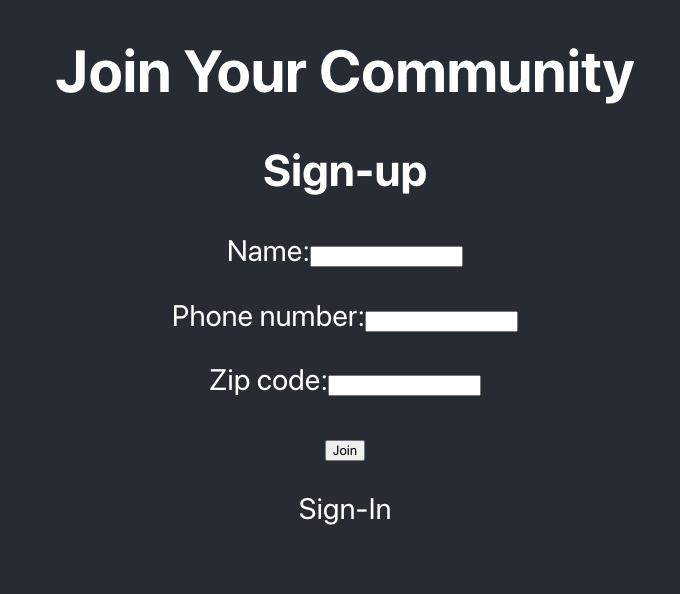 Join Your Community
Sign-up
Name:
Phone number:
Zip code:
Join
Sign-In